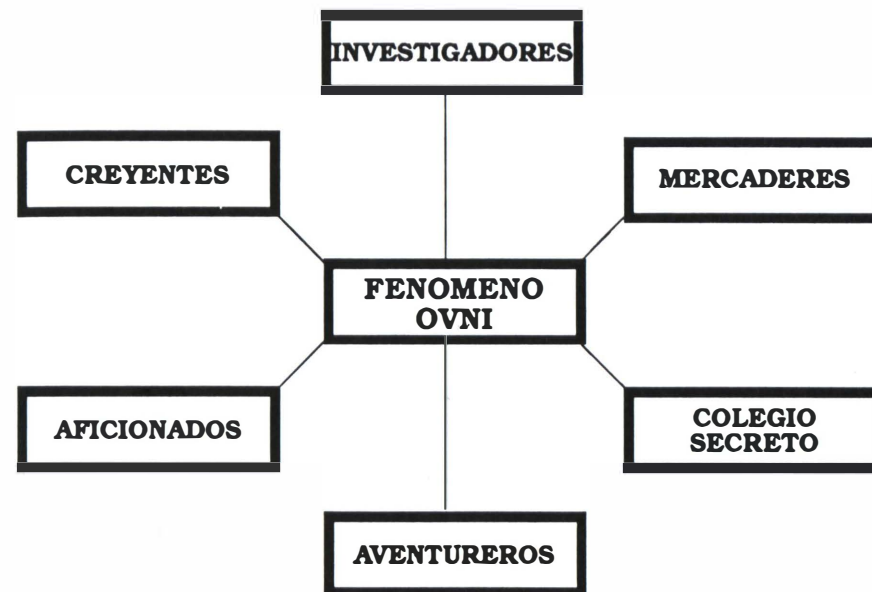 INVESTIGADORES
CREYENTES
MERCADERES
FENOMENO
OVNI
AFICIONADOS
COLEGIO
SECRETO
AVENTUREROS